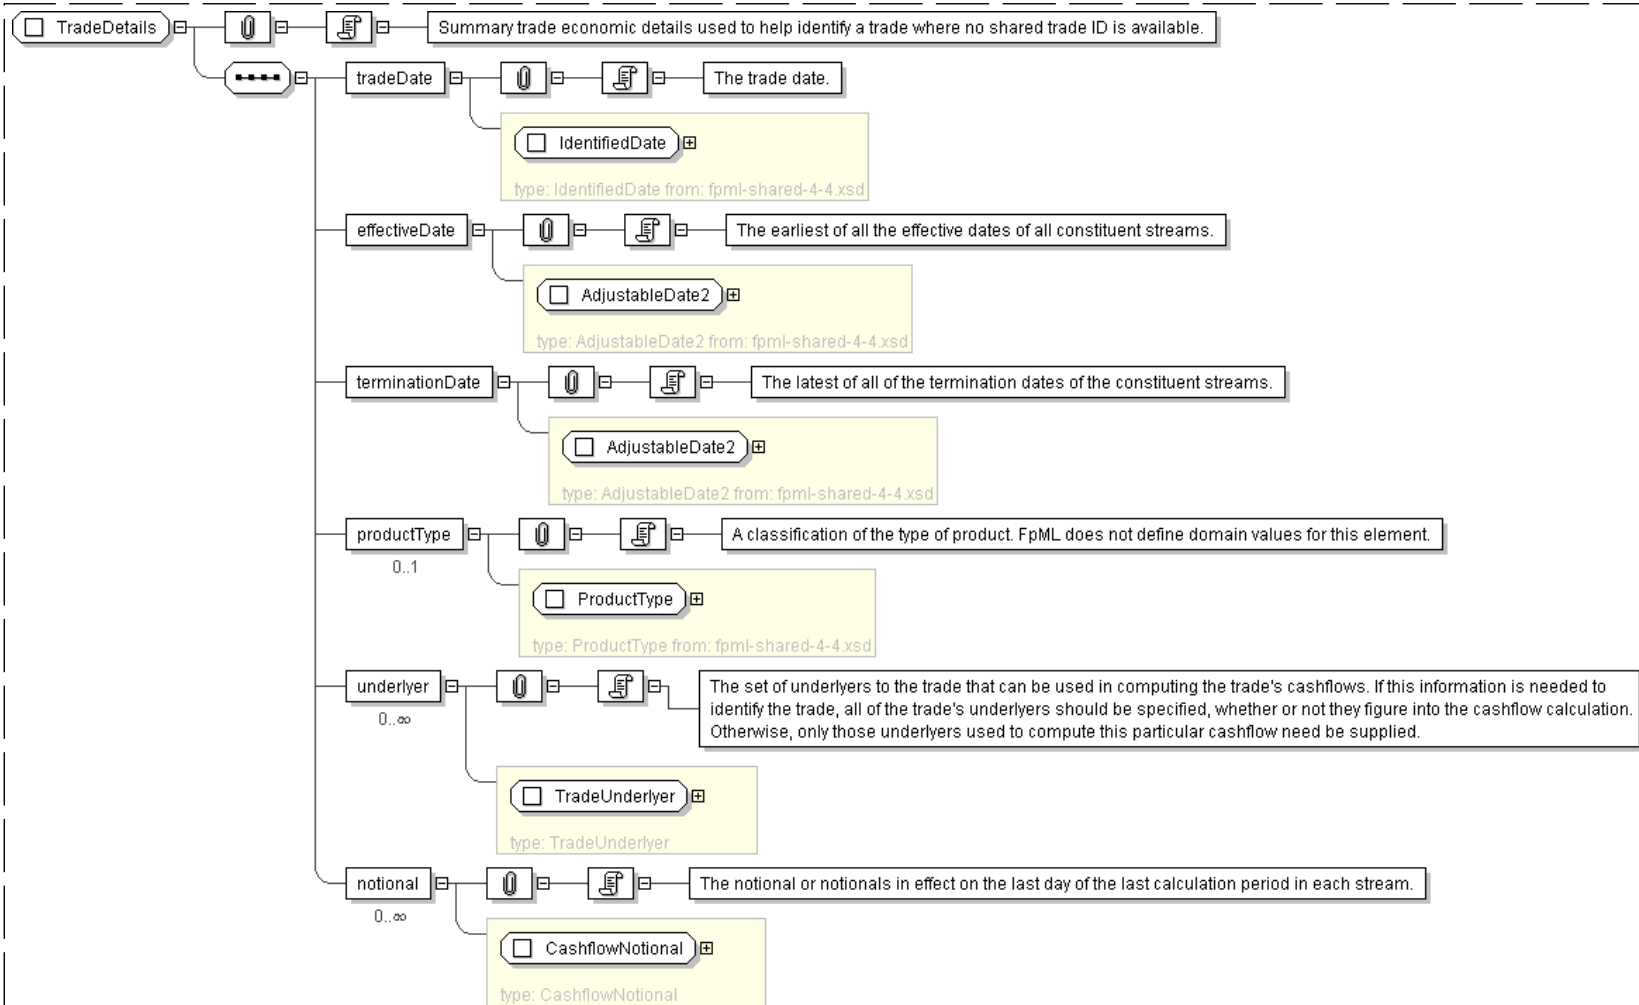 TradeDetails
Summary trade economic details used to help identify a trade where no shared trade ID is available.
tradeDate
The trade date.
IdentifiedDate
type: IdentifiedDate from: fpml-shared-4-4.xsd
effectiveDate
The earliest of all the effective dates of all constituent streams.
AdjustableDate2
type: AdjustableDate2 from: fpml-shared-4-4.xsd
terminationDate
The latest of all of the termination dates of the constituent streams.
AdjustableDate2
type: AdjustableDate2 from: fpml-shared-4-4.xsd
productType
A classification of the type of product. FpML does not define domain values for this element.
0..1
ProductType
type: ProductType from: fpml-shared-4-4.xsd
underlyer
The set of underlyers to the trade that can be used in computing the trade's cashflows. If this information is needed to
identify the trade, all of the trade's underlyers should be specified, whether or not they figure into the cashflow calculation.
Otherwise, only those underlyers used to compute this particular cashflow need be supplied.
0..∞
TradeUnderlyer
type: TradeUnderlyer
notional
The notional or notionals in effect on the last day of the last calculation period in each stream.
0..∞
CashflowNotional
type: CashflowNotional